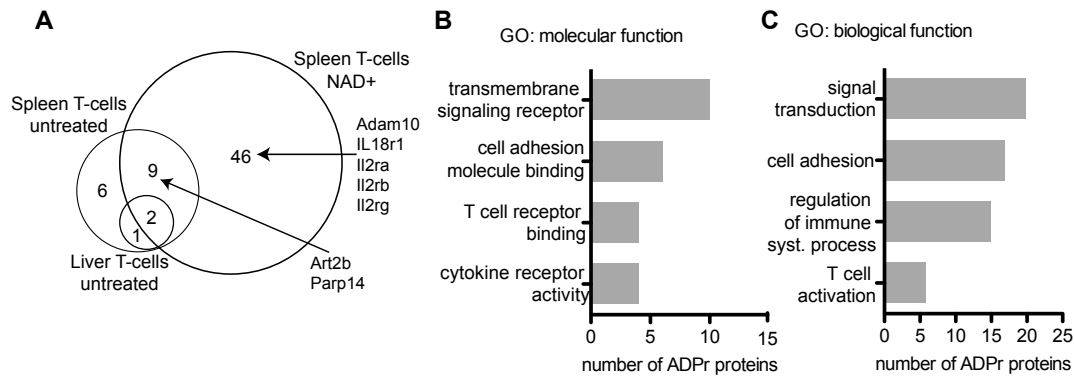 A
Spleen T-cells
NAD+
Spleen T-cells
untreated
Adam10
IL18r1
Il2ra
Il2rb
Il2rg
46
9
6
2
1
Liver T-cells
untreated
Art2b
Parp14
B
GO: molecular function
transmembrane
signaling receptor
cell adhesion
molecule binding
T cell receptor
binding
cytokine receptor
activity
0 5 10 15
number of ADPr proteins
C
GO: biological function
signal
transduction
cell adhesion
regulation
of immune
syst. process
T cell
activation
0 5 10 15 20 25
number of ADPr proteins